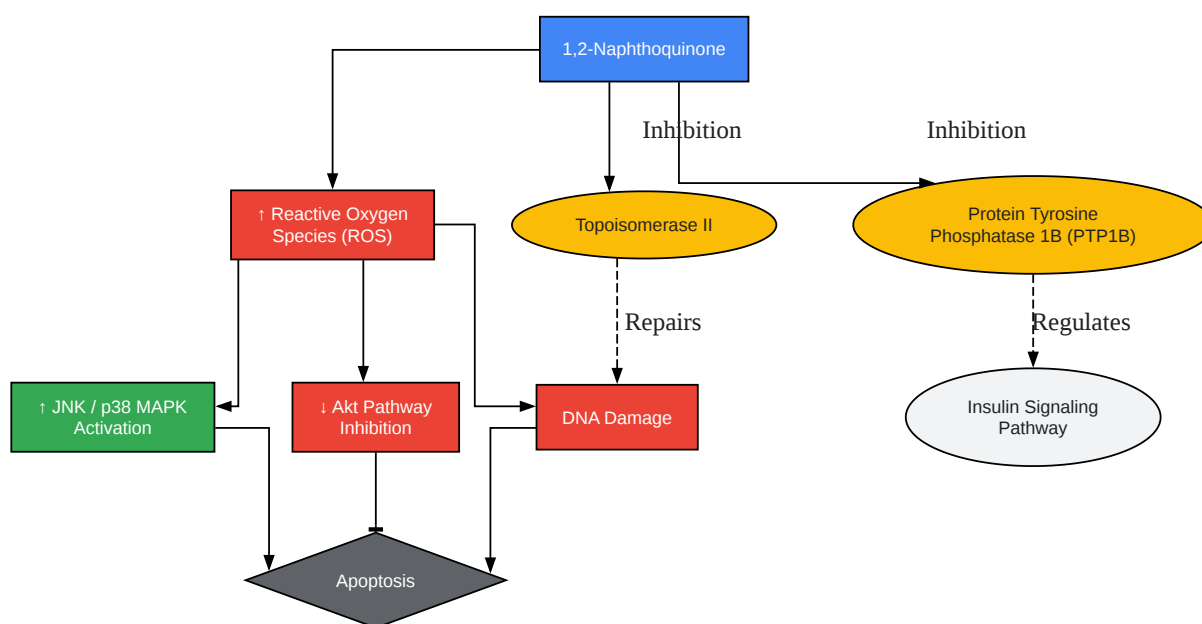 1,2-Naphthoquinone
Inhibition
Inhibition
↑ Reactive Oxygen
Species (ROS)
Topoisomerase II
Protein Tyrosine
Phosphatase 1B (PTP1B)
Repairs
Regulates
↑ JNK / p38 MAPK
Activation
↓ Akt Pathway
Inhibition
DNA Damage
Insulin Signaling
Pathway
Apoptosis